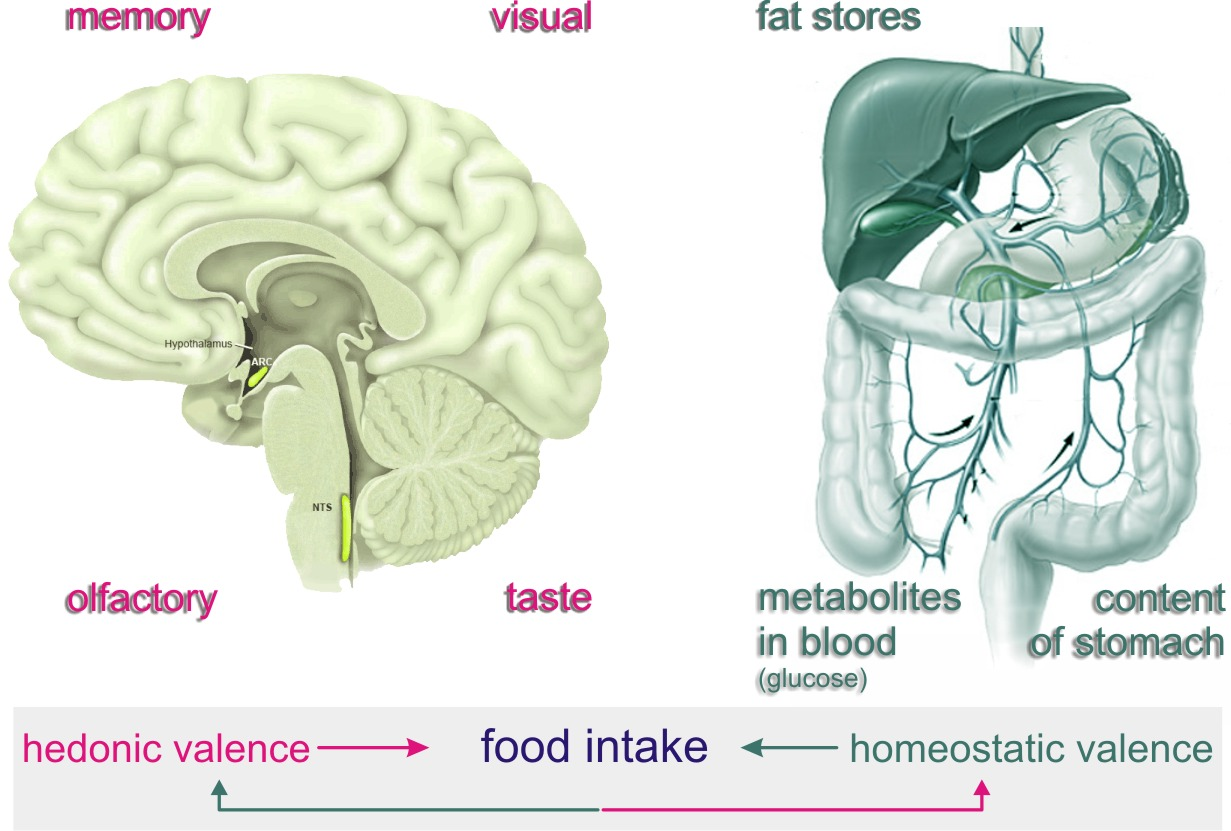 memory
visual
fat stores
Hypothalamus
ARC
NTS
olfactory
taste
metabolites
in blood
(glucose)
content
of stomach
hedonic valence
food intake
homeostatic valence